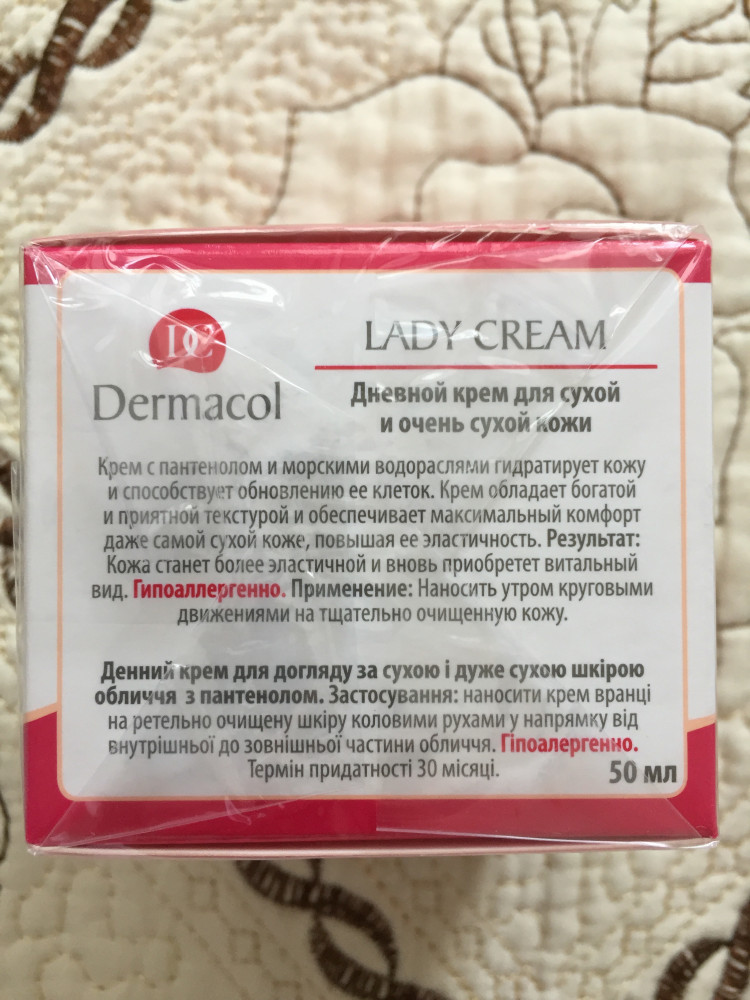 DC
Dermacol
LADY CREAM
Дневной крем для сухой
и очень сухой кожи
Крем с пантенолом и морскими водораслями гидратирует кожу
и способствует обновлению ее клеток. Крем обладает богатой
и приятной текстурой и обеспечивает максимальный комфорт
даже самой сухой коже, повышая ее эластичность. Результат:
Кожа станет более эластичной и вновь приобретет витальный
вид. Гипоаллергенно. Применение: Наносить утром круговыми
движениями на тщательно очищенную кожу.
Денний крем для догляду за сухою і дуже сухою шкірою
обличчя з пантенолом. Застосування: наносити крем вранці
на ретельно очищену шкіру коловими рухами у напрямку від
внутрішньої до зовнішньої частини обличчя. Гіпоалергенно.
Термін придатності 30 місяці.
50 мл